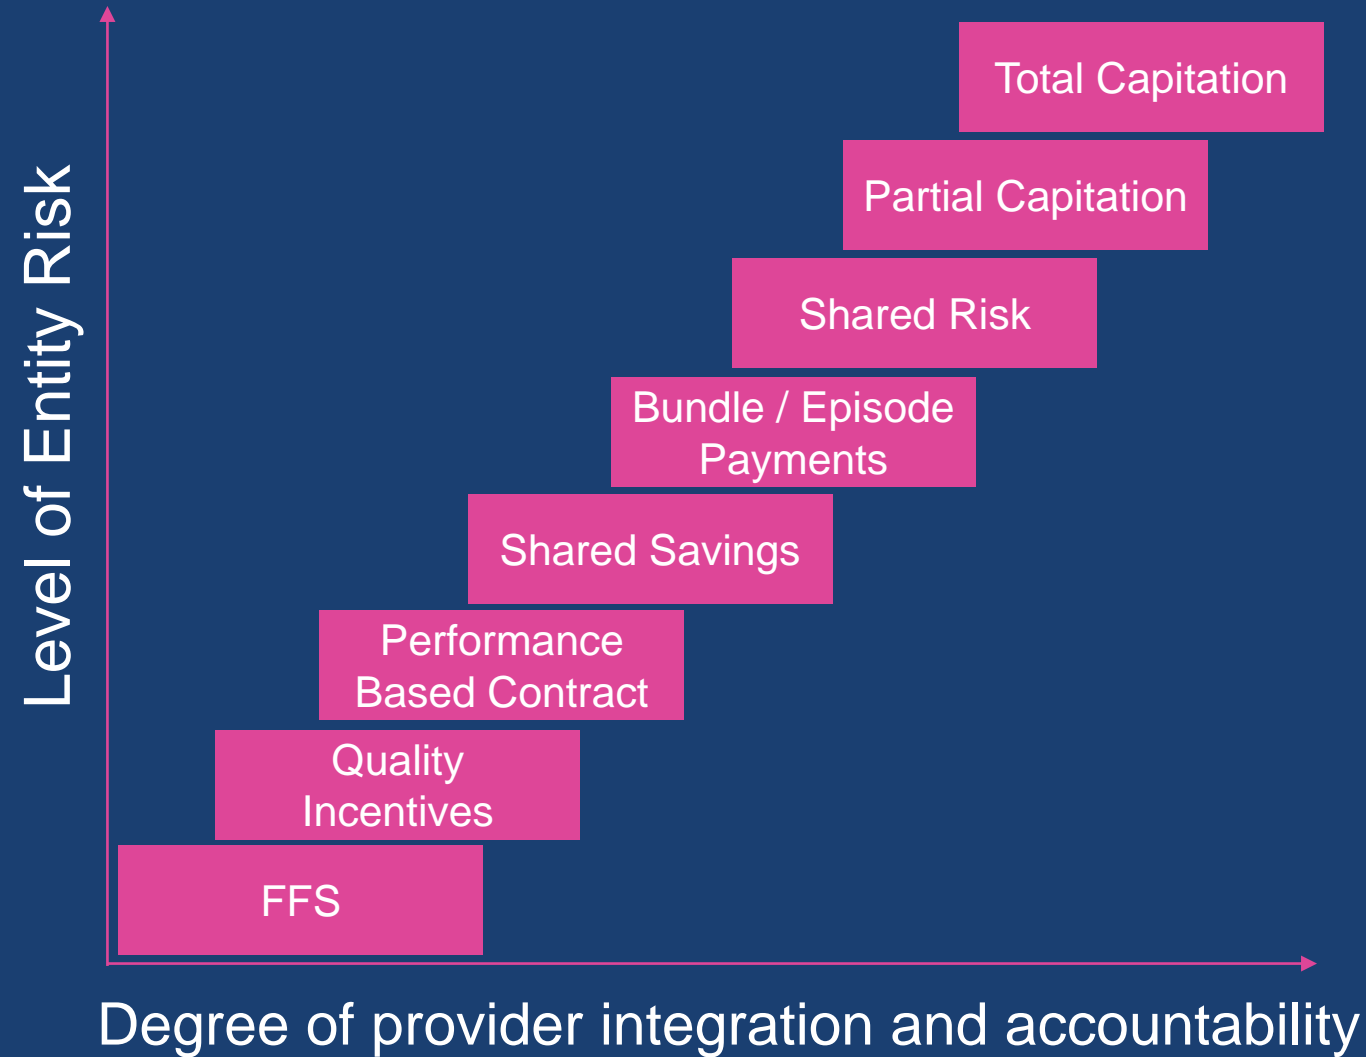 Total Capitation
Partial Capitation
Shared Risk
Bundle / Episode
Payments
Shared Savings
Performance
Based Contract
Quality
Incentives
FFS
Level of Entity Risk
Degree of provider integration and accountability